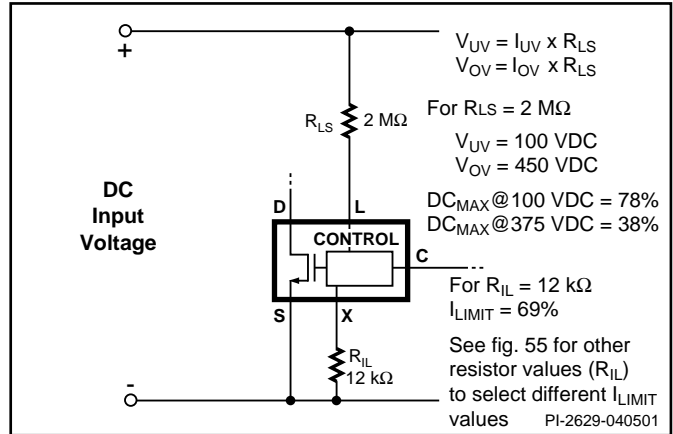 +
V_UV = I_UV x R_LS
V_OV = I_OV x R_LS
For RLS = 2 MΩ
R_LS 2 MΩ
V_UV = 100 VDC
V_OV = 450 VDC
DC
Input
Voltage
DC_MAX@100 VDC = 78%
DC_MAX@375 VDC = 38%
D
L
CONTROL
C
For R_IL = 12 kΩ
I_LIMIT = 69%
S
X
R_IL
12 kΩ
See fig. 55 for other
resistor values (R_IL)
to select different I_LIMIT
values
-
PI-2629-040501